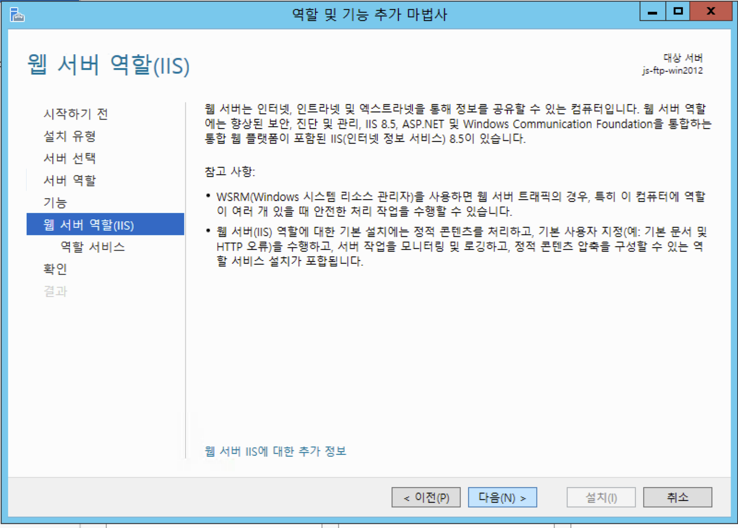 역할 및 기능 추가 마법사
웹 서버 역할(IIS)
대상 서버
js-ftp-win2012
시작하기 전
설치 유형
서버 선택
서버 역할
기능
웹 서버 역할(IIS)
역할 서비스
확인
결과
웹 서버는 인터넷, 인트라넷 및 엑스트라넷을 통해 정보를 공유할 수 있는 컴퓨터입니다. 웹 서버 역할
에는 향상된 보안, 진단 및 관리, IIS 8.5, ASP.NET 및 Windows Communication Foundation을 통합하는
통합 웹 플랫폼이 포함된 IIS(인터넷 정보 서비스) 8.5이 있습니다.
참고 사항:
• WSRM(Windows 시스템 리소스 관리자)을 사용하면 웹 서버 트래픽의 경우, 특히 이 컴퓨터에 역할
이 여러 개 있을 때 안전한 처리 작업을 수행할 수 있습니다.
• 웹 서버(IIS) 역할에 대한 기본 설치에는 정적 콘텐츠를 처리하고, 기본 사용자 지정(예: 기본 문서 및
HTTP 오류)을 수행하고, 서버 작업을 모니터링 및 로깅하고, 정적 콘텐츠 압축을 구성할 수 있는 역
할 서비스 설치가 포합됩니다.
웹 서버 IIS에 대한 추가 정보
< 이전(P)
다음(N) >
설치(I)
취소